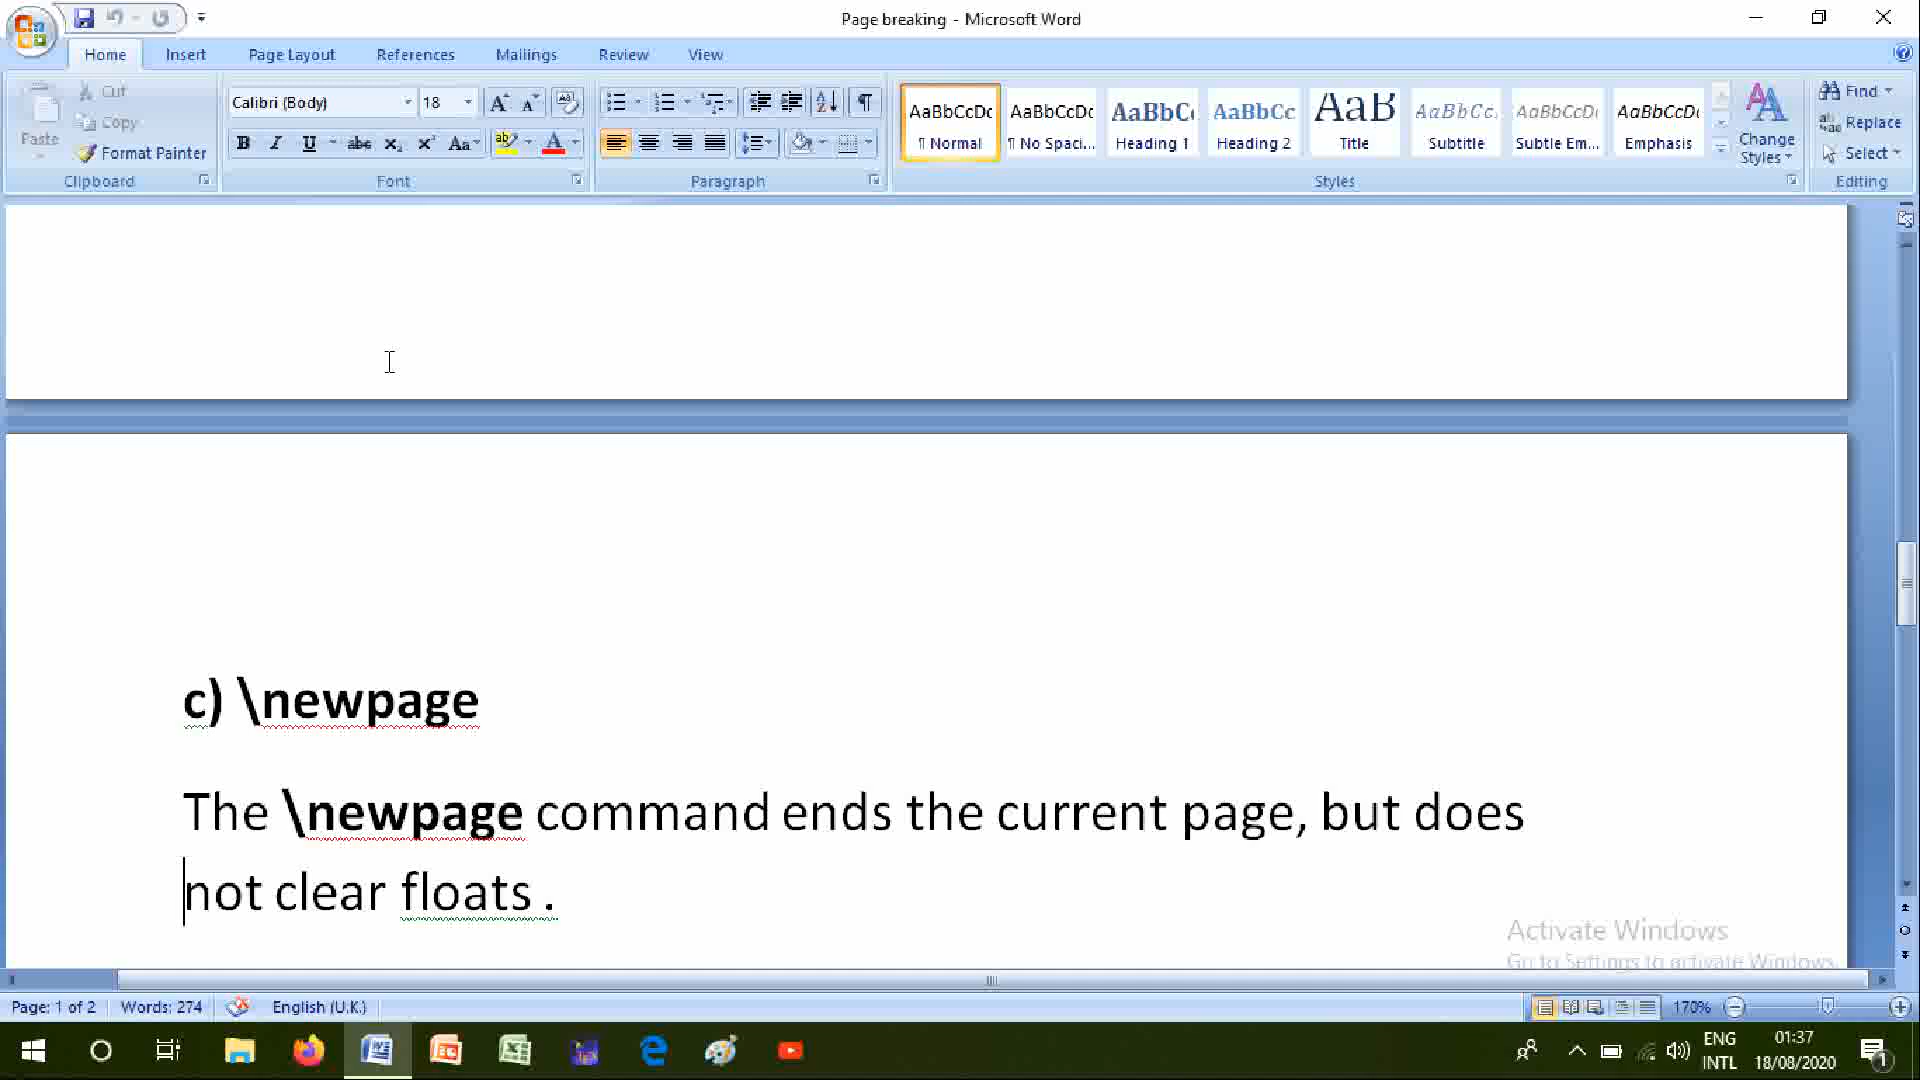 Page breaking - Microsoft Word
Home Insert Page Layout References Mailings Review View
Paste
Cut
Copy
Format Painter
Clipboard
Calibri (Body) 18
Font
Paragraph
AaBbCcDc AaBbCcDc AaBbC AaBbCc AaB AaBbCc. AaBbCcDı AaBbCcDı
¶ Normal ¶ No Spaci... Heading 1 Heading 2 Title Subtitle Subtle Em... Emphasis
Change
Styles
Styles
Find
Replace
Select
Editing
c) \newpage
The \newpage command ends the current page, but does
not clear floats .
Activate Windows
Go to Settings to activate Windows.
Page: 1 of 2 Words: 274 English (U.K.) 170%
ENG
INTL
01:37
18/08/2020
1